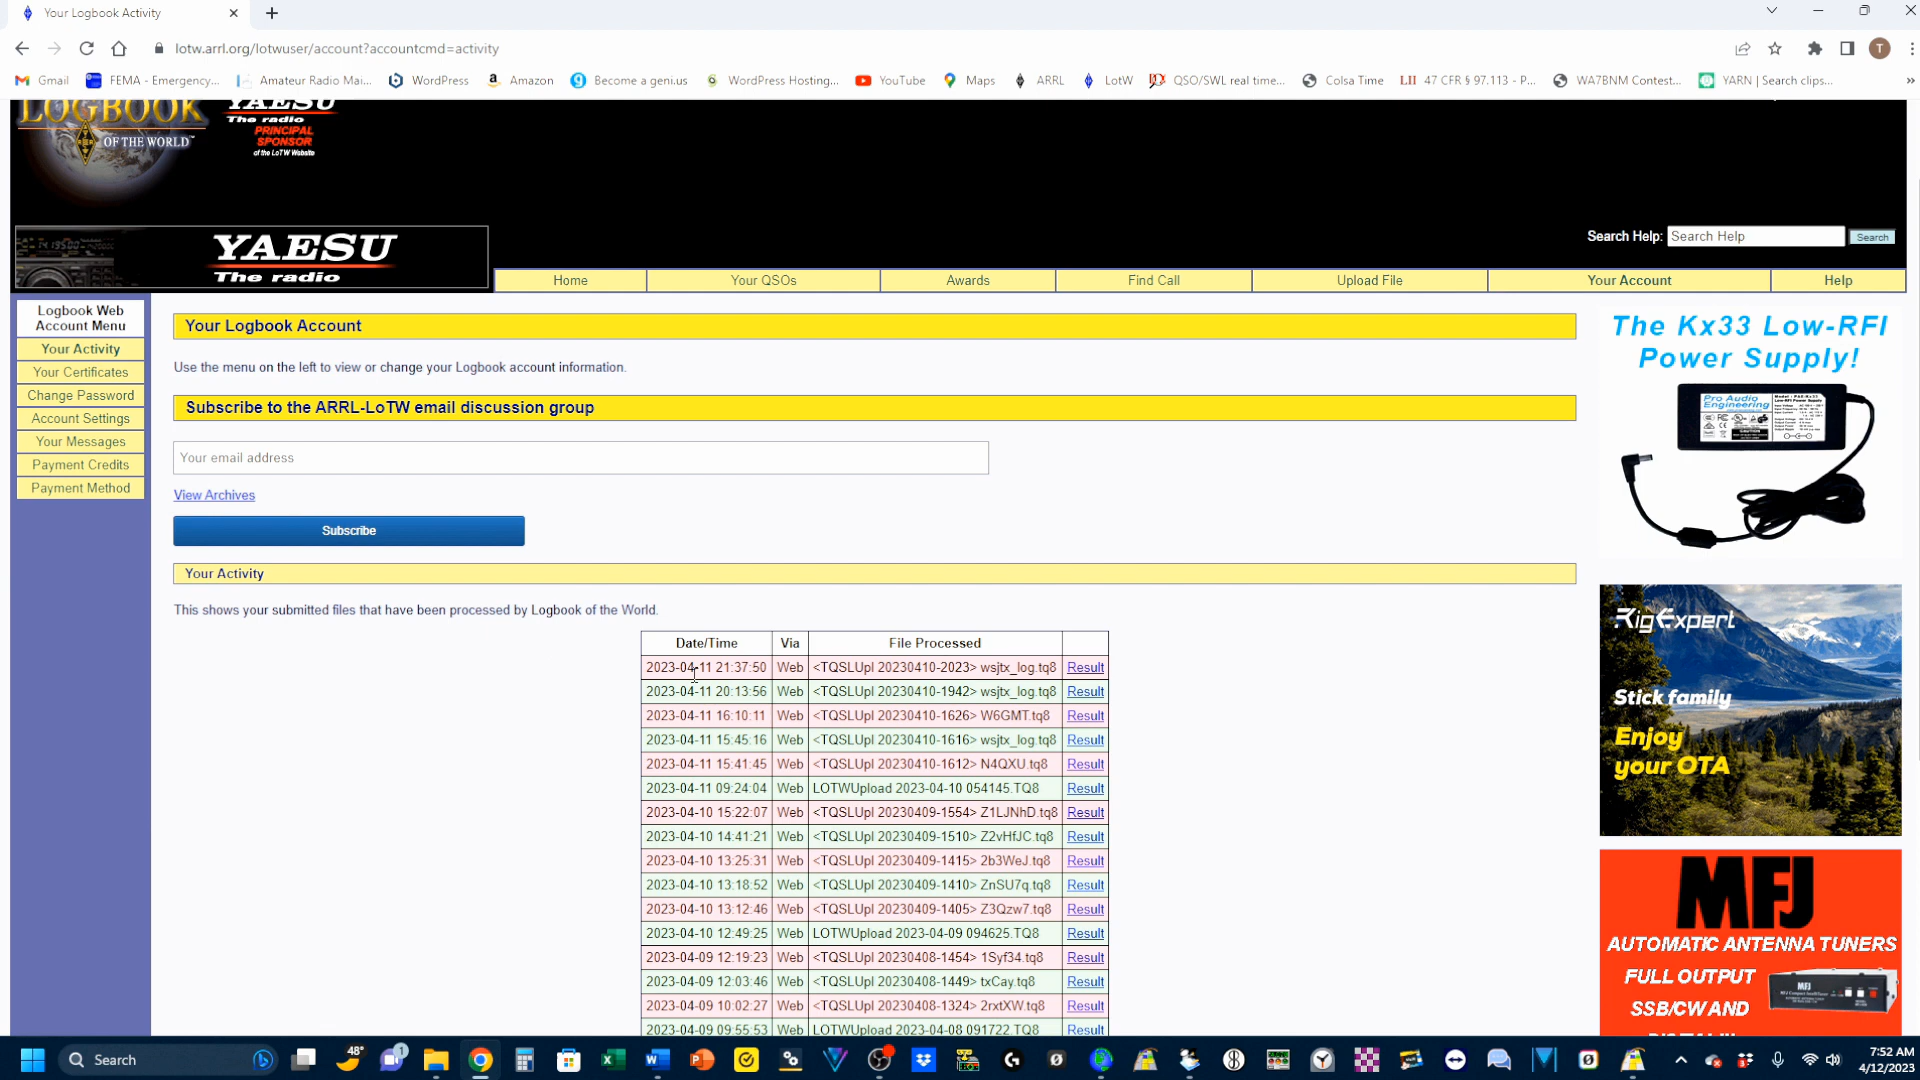 Your Logbook Activity
lotw.arrl.org/lotwuser/account?accountcmd=activity
T
Gmail FEMA - Emergency... Amateur Radio Mai... WordPress Amazon Become a geni.us WordPress Hosting... YouTube Maps ARRL LotW QSO/SWL real time... Colsa Time LII 47 CFR § 97.113 - P... WA7BNM Contest... YARN | Search clips... »
LOGBOOK
OF THE WORLD
YAESU
The radio
PRINCIPAL
SPONSOR
of the LoTW Website
YAESU
The radio
Search Help: Search Help Search
Home Your QSOs Awards Find Call Upload File Your Account Help
Logbook Web
Account Menu
Your Activity
Your Certificates
Change Password
Account Settings
Your Messages
Payment Credits
Payment Method
Your Logbook Account
Use the menu on the left to view or change your Logbook account information.
Subscribe to the ARRL-LoTW email discussion group
Your email address
View Archives
Subscribe
Your Activity
This shows your submitted files that have been processed by Logbook of the World.
Date/Time Via File Processed
2023-04-11 21:37:50 Web <TQSLUpl 20230410-2023> wsjtx_log.tq8 Result
2023-04-11 20:13:56 Web <TQSLUpl 20230410-1942> wsjtx_log.tq8 Result
2023-04-11 16:10:11 Web <TQSLUpl 20230410-1626> W6GMT.tq8 Result
2023-04-11 15:45:16 Web <TQSLUpl 20230410-1616> wsjtx_log.tq8 Result
2023-04-11 15:41:45 Web <TQSLUpl 20230410-1612> N4QXU.tq8 Result
2023-04-11 09:24:04 Web LOTWUpload 2023-04-10 054145.TQ8 Result
2023-04-10 15:22:07 Web <TQSLUpl 20230409-1554> Z1LJNhD.tq8 Result
2023-04-10 14:41:21 Web <TQSLUpl 20230409-1510> Z2vHfJC.tq8 Result
2023-04-10 13:25:31 Web <TQSLUpl 20230409-1415> 2b3WeJ.tq8 Result
2023-04-10 13:18:52 Web <TQSLUpl 20230409-1410> ZnSU7q.tq8 Result
2023-04-10 13:12:46 Web <TQSLUpl 20230409-1405> Z3Qzw7.tq8 Result
2023-04-10 12:49:25 Web LOTWUpload 2023-04-09 094625.TQ8 Result
2023-04-09 12:19:23 Web <TQSLUpl 20230408-1454> 1Syf34.tq8 Result
2023-04-09 12:03:46 Web <TQSLUpl 20230408-1449> txCay.tq8 Result
2023-04-09 10:02:27 Web <TQSLUpl 20230408-1324> 2rxtXW.tq8 Result
2023-04-09 09:55:53 Web LOTWUpload 2023-04-08 091722.TQ8 Result
The Kx33 Low-RFI
Power Supply!
Pro Audio
Engineering
RigExpert
Stick family
Enjoy
your OTA
MFJ
AUTOMATIC ANTENNA TUNERS
FULL OUTPUT
SSB/CW AND
MFJ
Search
48°
1
7:52 AM
4/12/2023